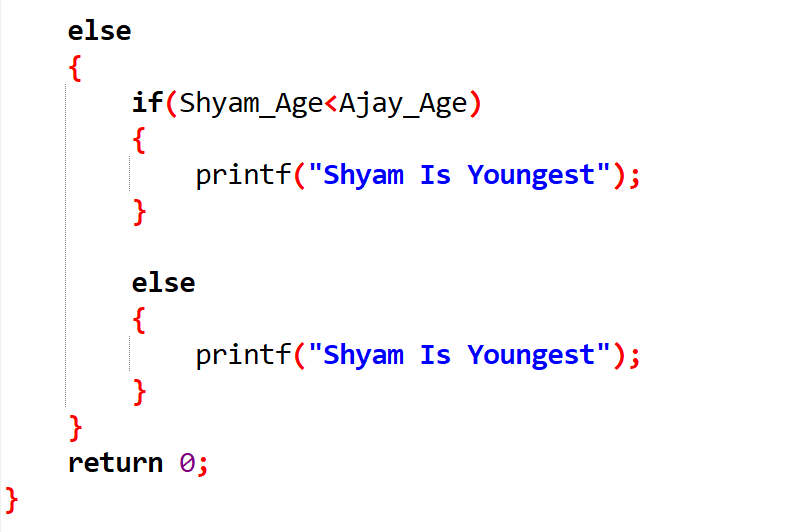 else
{
if(Shyam_Age<Ajay_Age)
{
printf("Shyam Is Youngest");
}
else
{
printf("Shyam Is Youngest");
}
}
return 0;
}